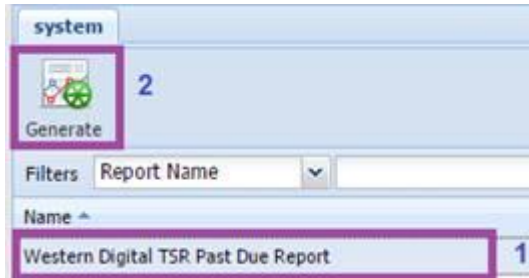 system
2
Generate
Filters Report Name
Name
Western Digital TSR Past Due Report 1